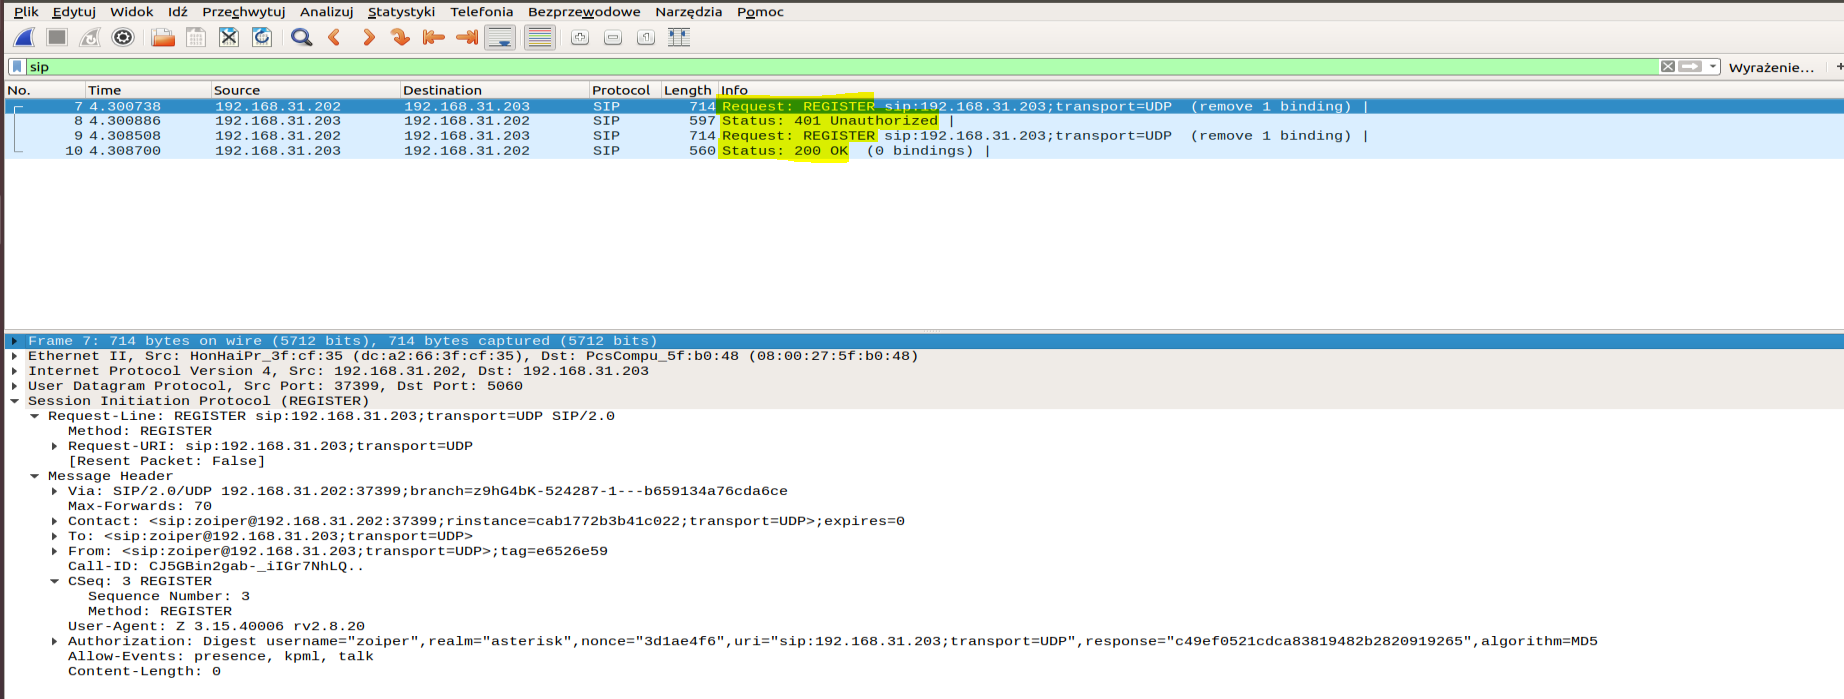 Plik Edytuj Widok Idź Przechwytuj Analizuj Statystyki Telefonia Bezprzewodowe Narzędzia Pomoc
sip Wyrażenie… +
No. Time Source Destination Protocol Length Info
7 4.300738 192.168.31.202 192.168.31.203 SIP 714 Request: REGISTER sip:192.168.31.203;transport=UDP (remove 1 binding) |
8 4.300886 192.168.31.203 192.168.31.202 SIP 597 Status: 401 Unauthorized |
9 4.308508 192.168.31.202 192.168.31.203 SIP 714 Request: REGISTER sip:192.168.31.203;transport=UDP (remove 1 binding) |
10 4.308700 192.168.31.203 192.168.31.202 SIP 560 Status: 200 OK (0 bindings) |
Frame 7: 714 bytes on wire (5712 bits), 714 bytes captured (5712 bits)
Ethernet II, Src: HonHaiPr_3f:cf:35 (dc:a2:66:3f:cf:35), Dst: PcsCompu_5f:b0:48 (08:00:27:5f:b0:48)
Internet Protocol Version 4, Src: 192.168.31.202, Dst: 192.168.31.203
User Datagram Protocol, Src Port: 37399, Dst Port: 5060
Session Initiation Protocol (REGISTER)
Request-Line: REGISTER sip:192.168.31.203;transport=UDP SIP/2.0
Method: REGISTER
Request-URI: sip:192.168.31.203;transport=UDP
[Resent Packet: False]
Message Header
Via: SIP/2.0/UDP 192.168.31.202:37399;branch=z9hG4bK-524287-1---b659134a76cda6ce
Max-Forwards: 70
Contact: <sip:zoiper@192.168.31.202:37399;rinstance=cab1772b3b41c022;transport=UDP>;expires=0
To: <sip:zoiper@192.168.31.203;transport=UDP>
From: <sip:zoiper@192.168.31.203;transport=UDP>;tag=e6526e59
Call-ID: CJ5GBin2gab-_iIGr7NhLQ..
CSeq: 3 REGISTER
Sequence Number: 3
Method: REGISTER
User-Agent: Z 3.15.40006 rv2.8.20
Authorization: Digest username="zoiper",realm="asterisk",nonce="3d1ae4f6",uri="sip:192.168.31.203;transport=UDP",response="c49ef0521cdca83819482b2820919265",algorithm=MD5
Allow-Events: presence, kpml, talk
Content-Length: 0